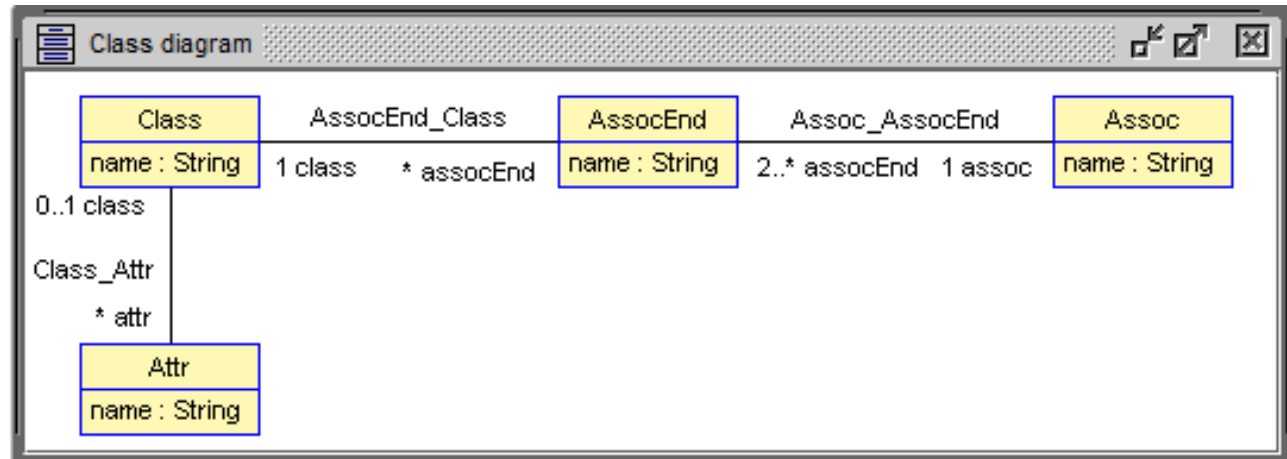 Class diagram
Class AssocEnd_Class AssocEnd Assoc_AssocEnd Assoc
name : String 1 class * assocEnd name : String 2..* assocEnd 1 assoc name : String
0..1 class
Class_Attr
* attr
Attr
name : String